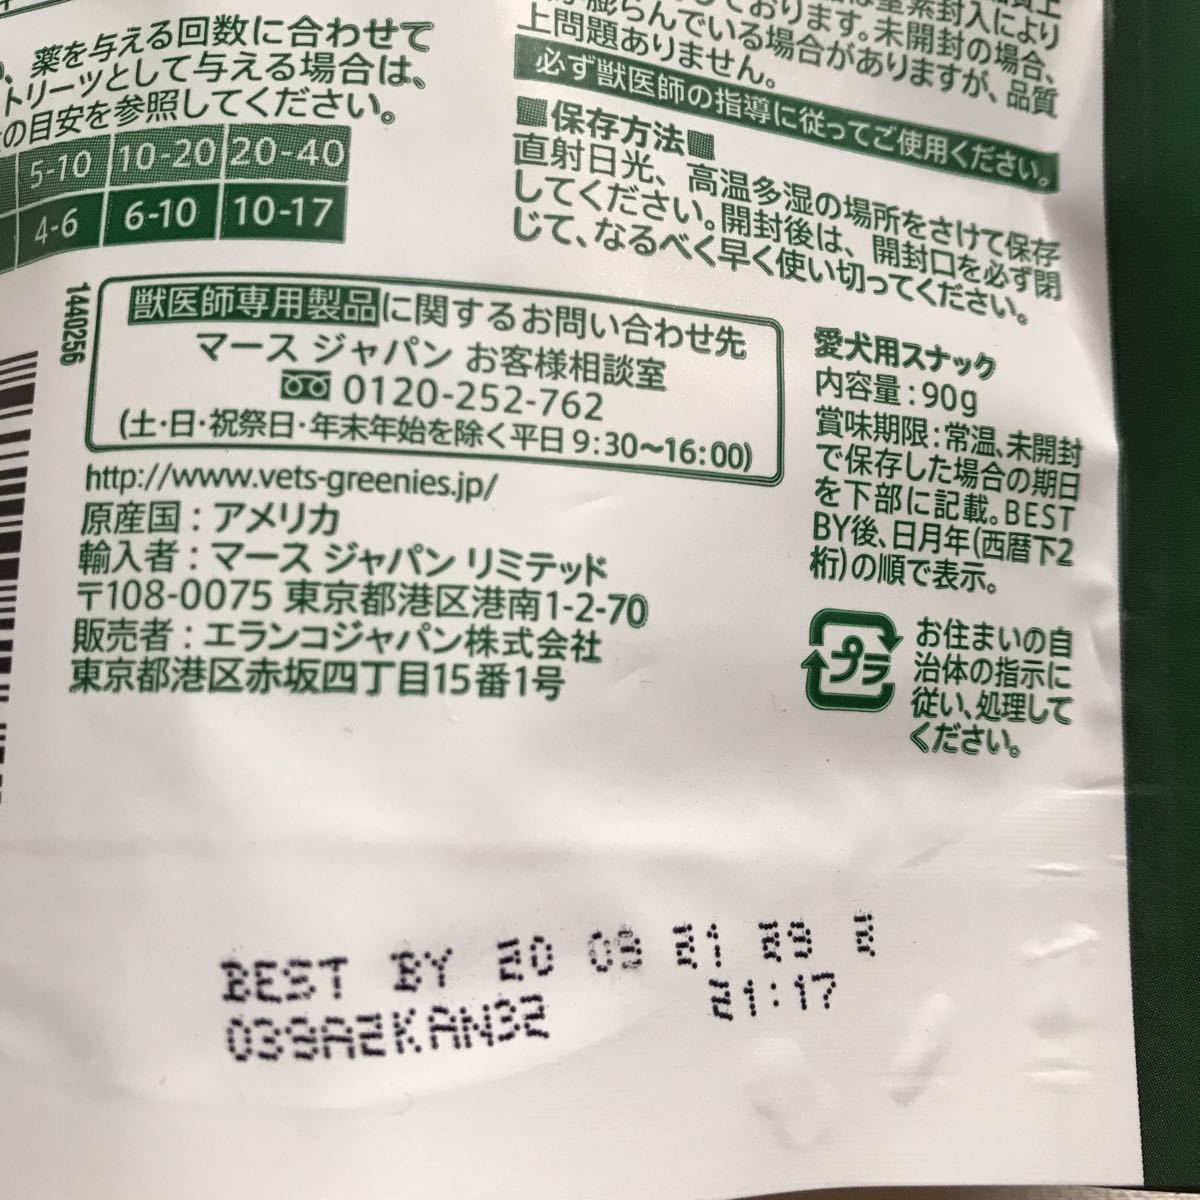 薬を与える回数に合わせて
トリーツとして与える場合は、
の目安を参照してください。
5-10 10-20 20-40
4-6 6-10 10-17
窒素封入により
ております。未開封の場合、
膨らんでいる場合がありますが、品質
上問題ありません。
必ず獣医師の指導に従ってご使用ください。
■保存方法■
直射日光、高温多湿の場所をさけて保存
してください。開封後は、開封口を必ず閉
じて、なるべく早く使い切ってください。
1440256
獣医師専用製品に関するお問い合わせ先
マース ジャパン お客様相談室
0120-252-762
(土・日・祝祭日・年末年始を除く平日 9:30〜16:00)
http://www.vets-greenies.jp/
原産国：アメリカ
輸入者：マース ジャパン リミテッド
〒108-0075 東京都港区港南1-2-70
販売者：エランコジャパン株式会社
東京都港区赤坂四丁目15番1号
愛犬用スナック
内容量：90g
賞味期限：常温、未開封
で保存した場合の期日
を下部に記載。BEST
BY後、日月年(西暦下2
桁)の順で表示。
プラ
お住まいの自
治体の指示に
従い、処理して
ください。
BEST BY 20 21
21:17